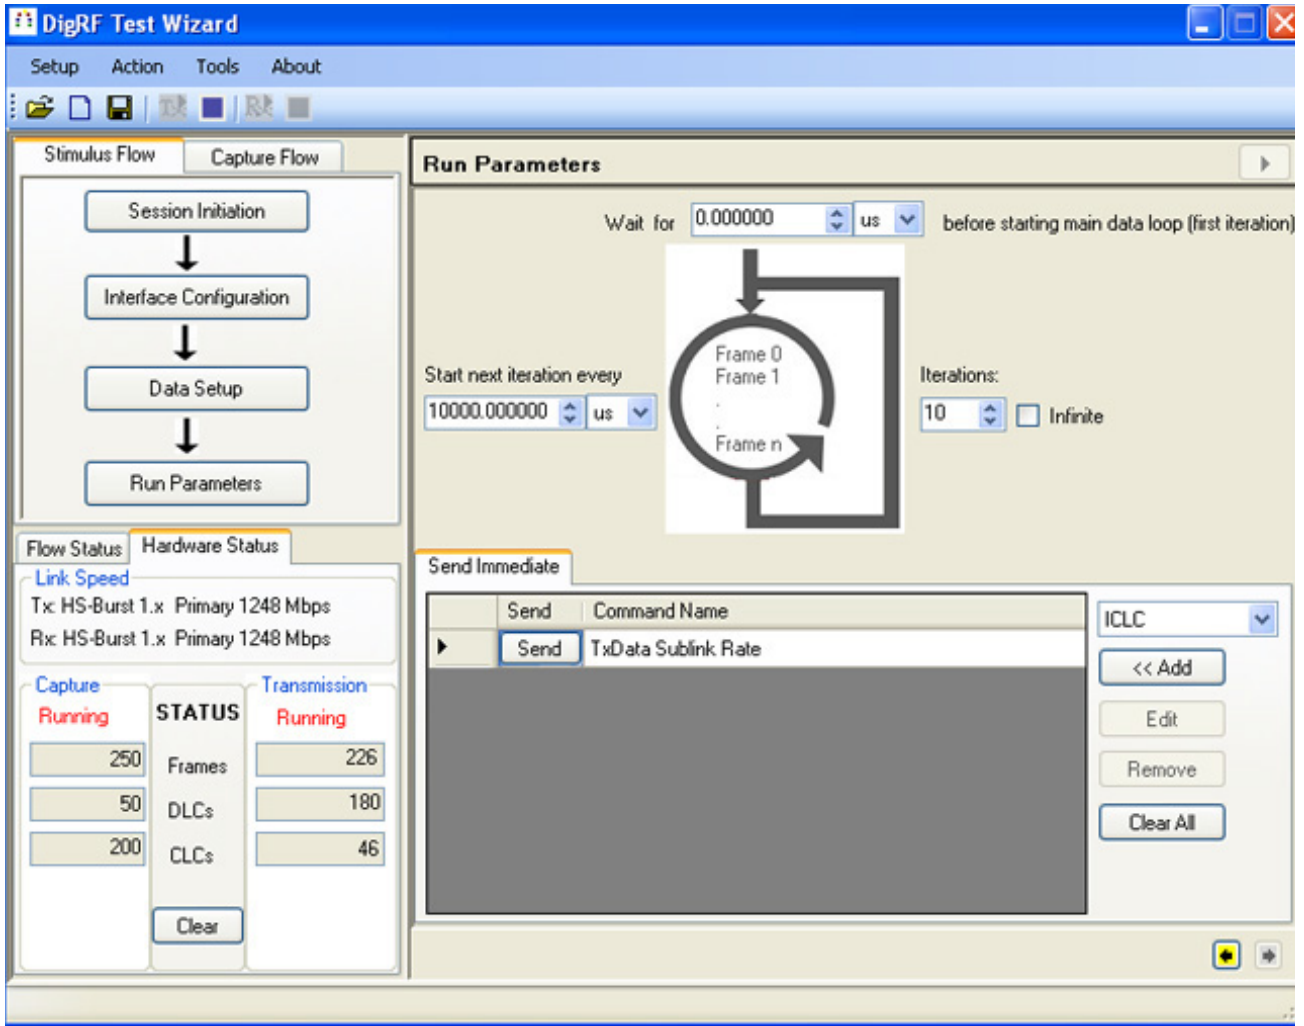 DigRF Test Wizard
Setup Action Tools About
Stimulus Flow Capture Flow
Session Initiation
Interface Configuration
Data Setup
Run Parameters
Flow Status Hardware Status
Link Speed
Tx: HS-Burst 1.x Primary 1248 Mbps
Rx: HS-Burst 1.x Primary 1248 Mbps
Capture STATUS Transmission
Running Running
250 Frames 226
50 DLCs 180
200 CLCs 46
Clear
Run Parameters
Wait for 0.000000 us before starting main data loop (first iteration)
Frame 0
Frame 1
.
.
Frame n
Start next iteration every
10000.000000 us
Iterations:
10 Infinite
Send Immediate
Send Command Name
Send TxData Sublink Rate
ICLC
<< Add
Edit
Remove
Clear All